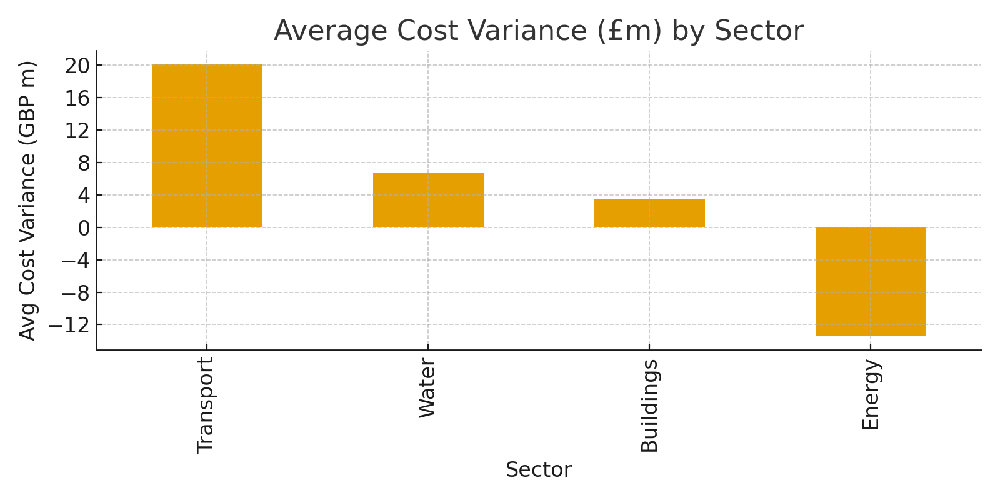 Average Cost Variance (£m) by Sector
Avg Cost Variance (GBP m)
20
16
12
8
4
0
−4
−8
−12
Transport
Water
Buildings
Energy
Sector